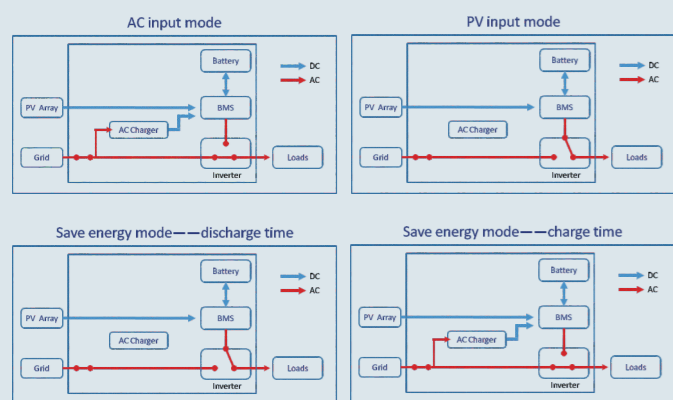 AC input mode
Battery
DC
AC
PV Array
BMS
AC Charger
Grid
Loads
Inverter
PV input mode
Battery
DC
AC
PV Array
BMS
AC Charger
Grid
Loads
Inverter
Save energy mode——discharge time
Battery
DC
AC
PV Array
BMS
AC Charger
Grid
Loads
Inverter
Save energy mode——charge time
Battery
DC
AC
PV Array
BMS
AC Charger
Grid
Loads
Inverter